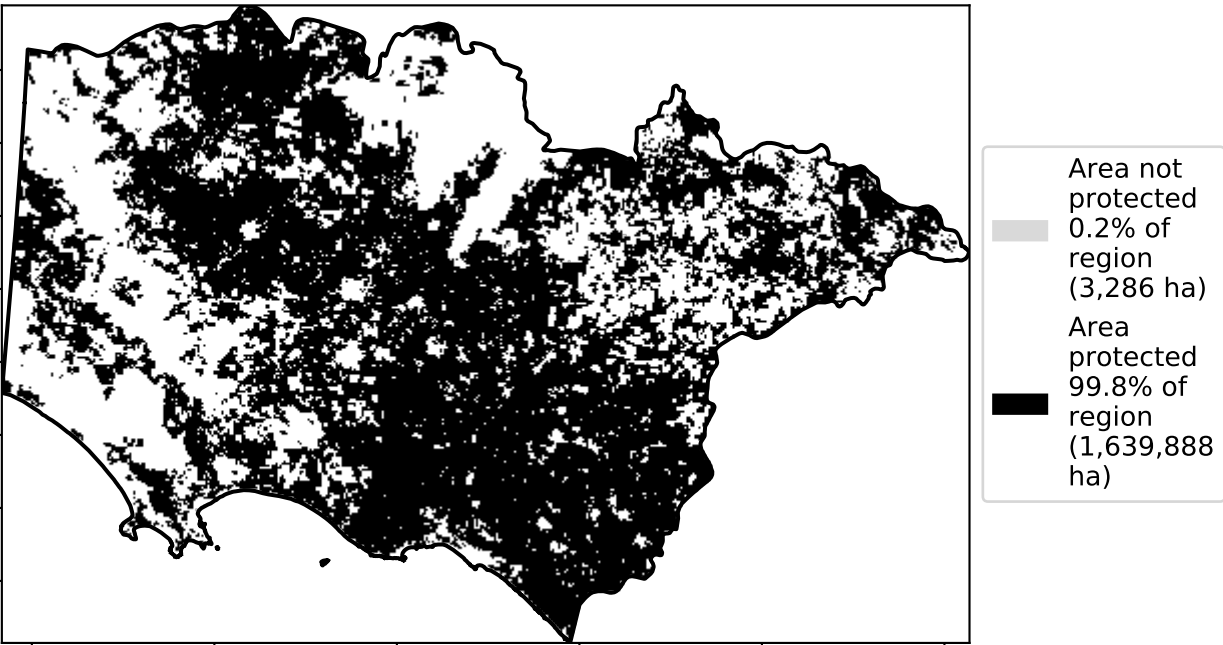 Area not
protected
0.2% of
region
(3,286 ha)
Area
protected
99.8% of
region
(1,639,888
ha)